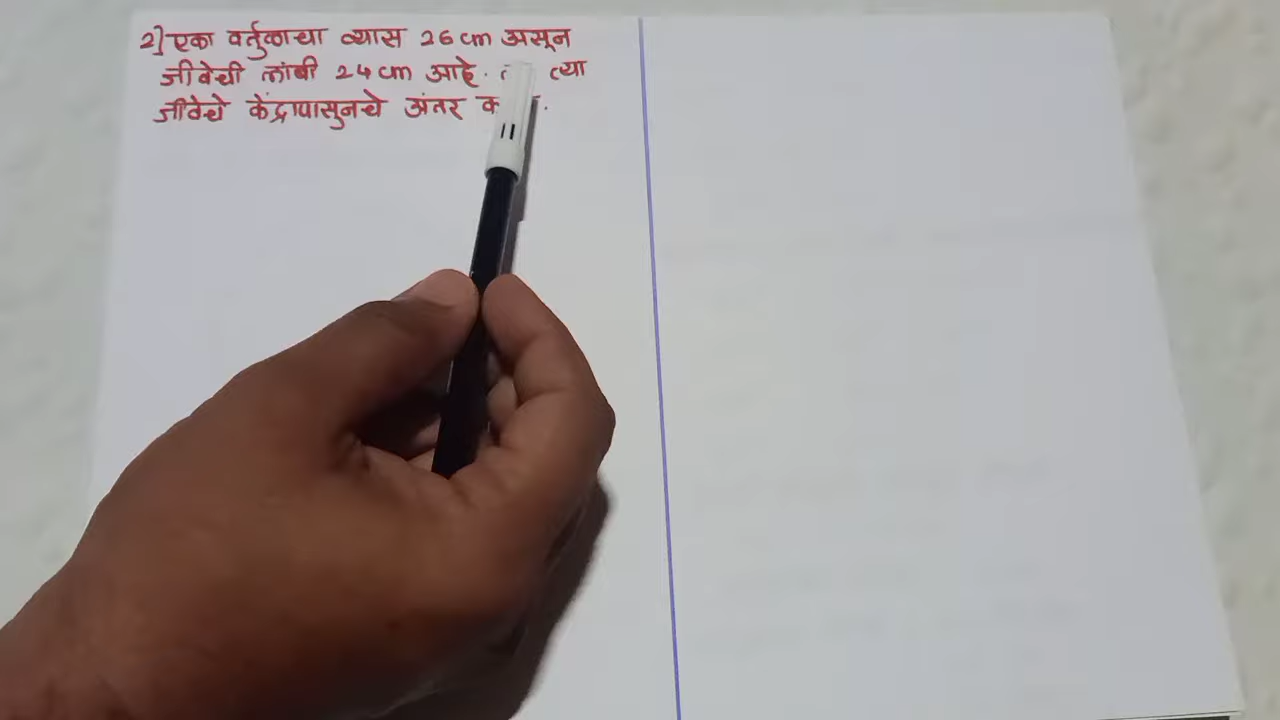 2] एका वर्तुळाचा व्यास 26 cm असून
जीवेची लांबी 24 cm आहे. त्या
जीवेचे केंद्रापासुनचे अंतर